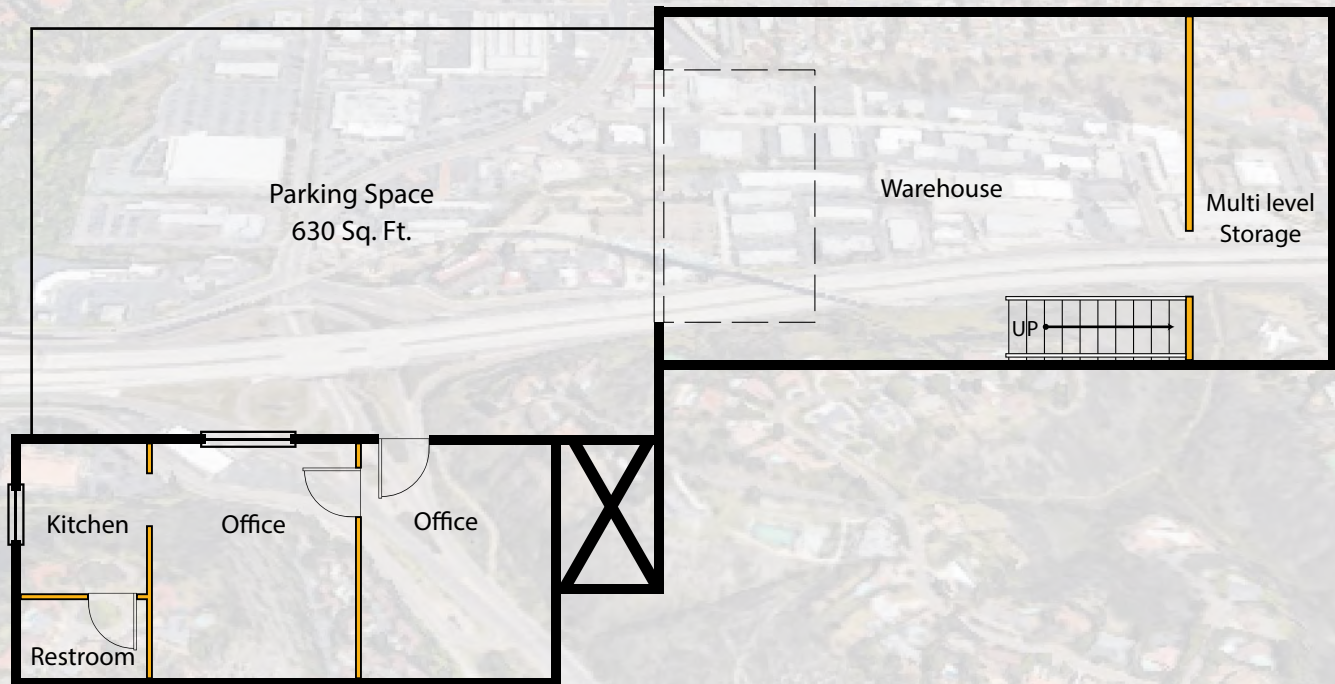 Parking Space
630 Sq. Ft.
Warehouse
Multi level
Storage
UP
Kitchen
Office
Office
Restroom